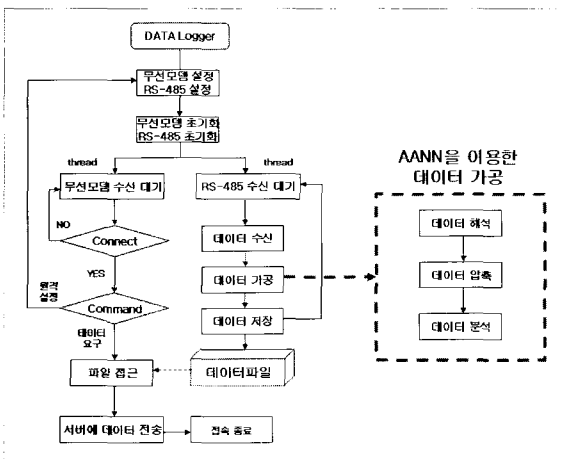 DATA Logger
무선모뎀 설정
RS-485 설정
무선모뎀 초기화
RS-485 초기화
thread
thread
무선모뎀 수신 대기
RS-485 수신 대기
NO
Connect
데이터 수신
YES
데이터 가공
원격
설정
Command
데이터 저장
데이터
요구
파일 접근
데이터파일
서버에 데이터 전송
접속 종료
AANN을 이용한
데이터 가공
데이터 해석
데이터 압축
데이터 분석